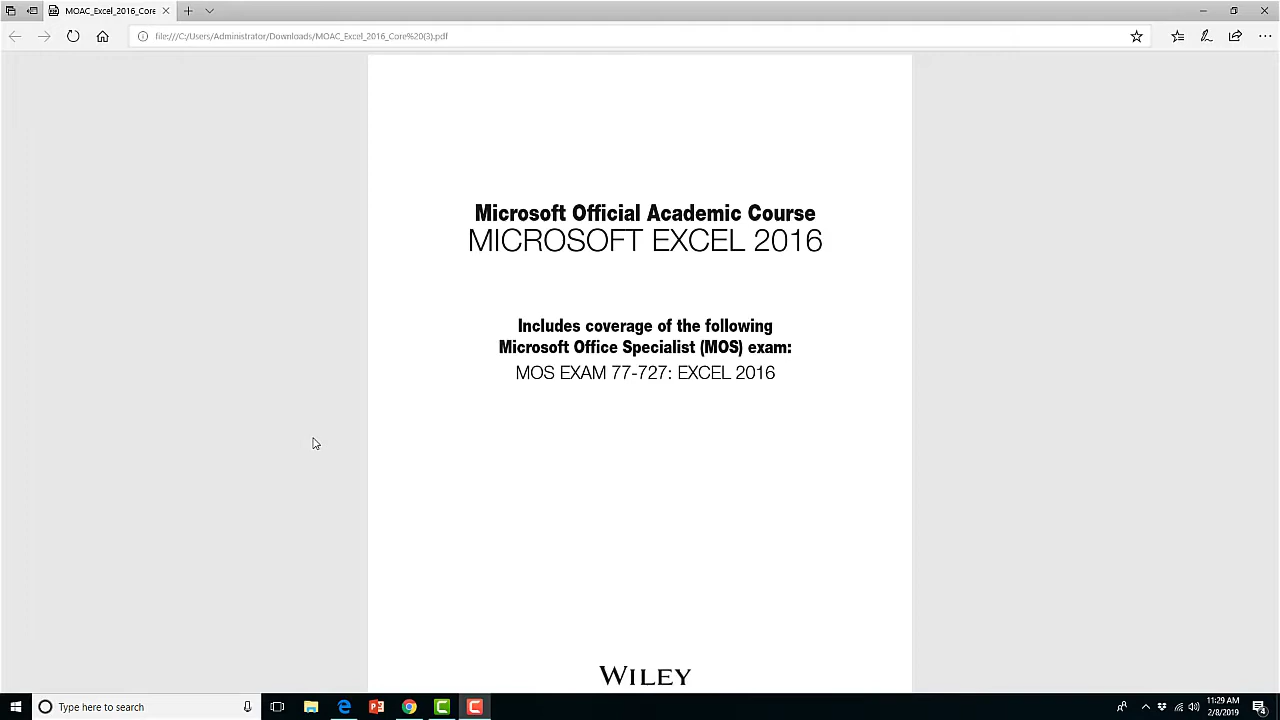 MOAC_Excel_2016_Core
file:///C:/Users/Administrator/Downloads/MOAC_Excel_2016_Core%20(3).pdf
Microsoft Official Academic Course
MICROSOFT EXCEL 2016
Includes coverage of the following
Microsoft Office Specialist (MOS) exam:
MOS EXAM 77-727: EXCEL 2016
WILEY
Type here to search
11:29 AM
2/8/2019